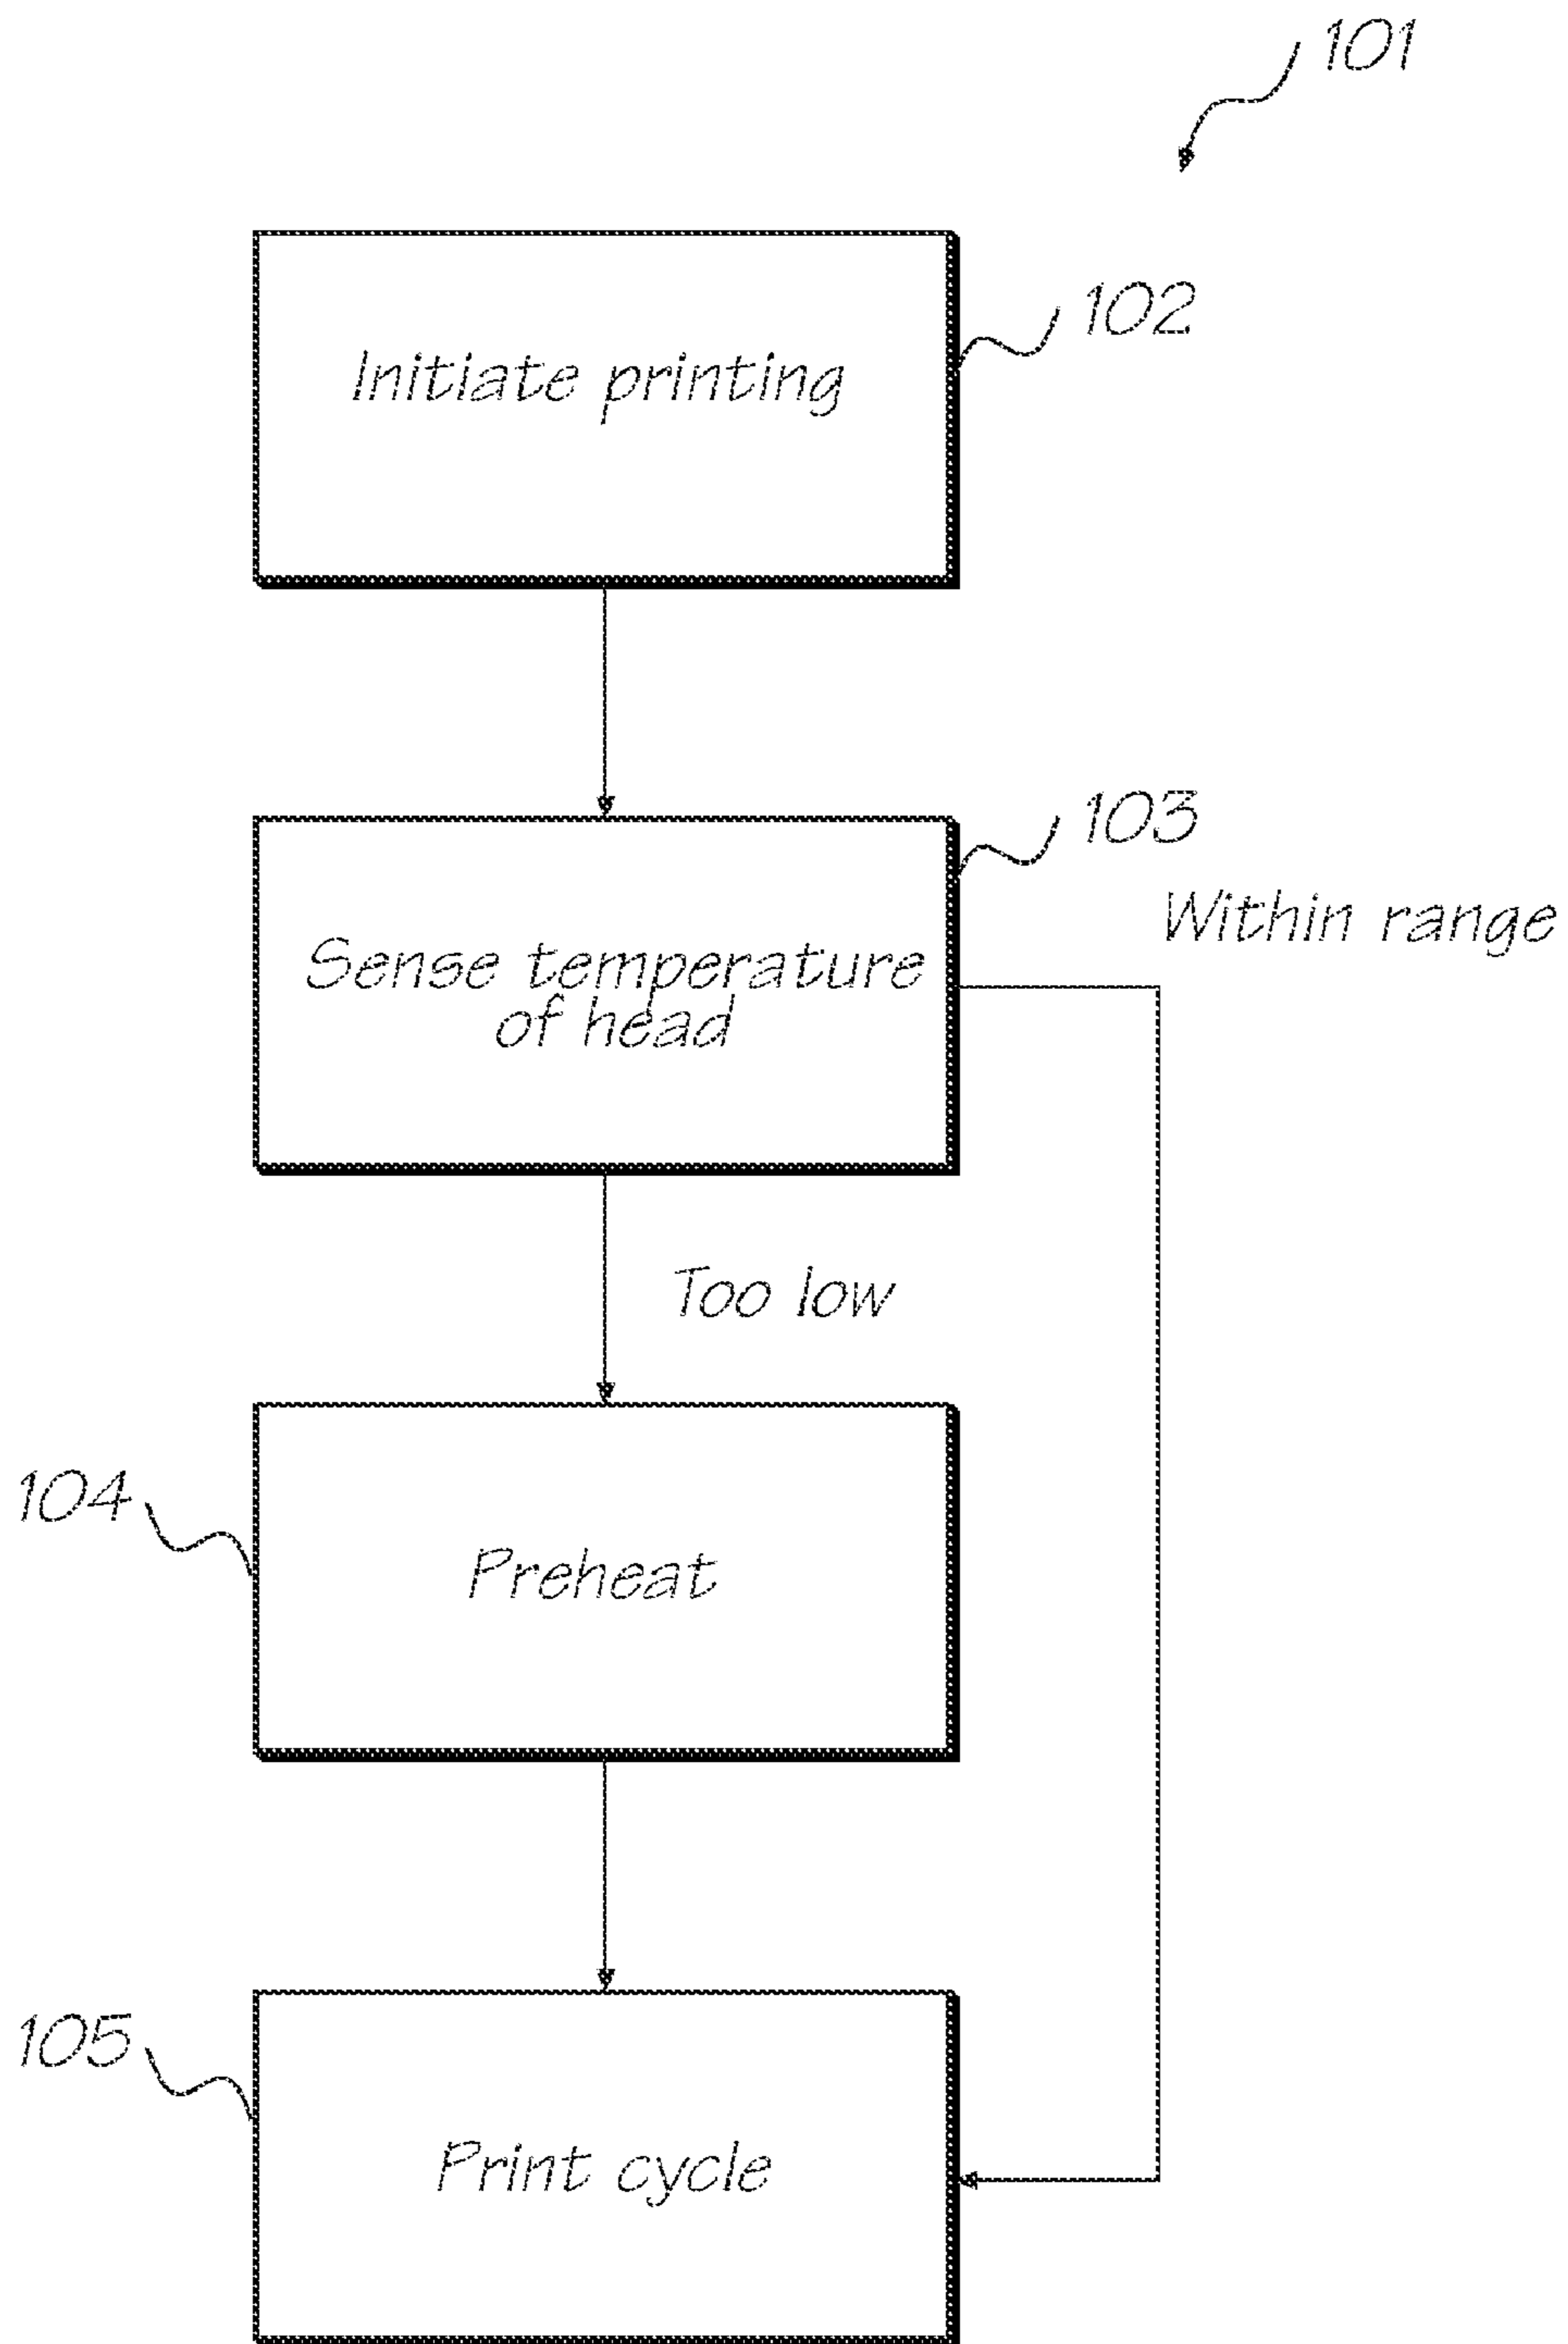 101
102
Initiate printing
103
Within range
Sense temperature
of head
Too low
104
Preheat
105
Print cycle